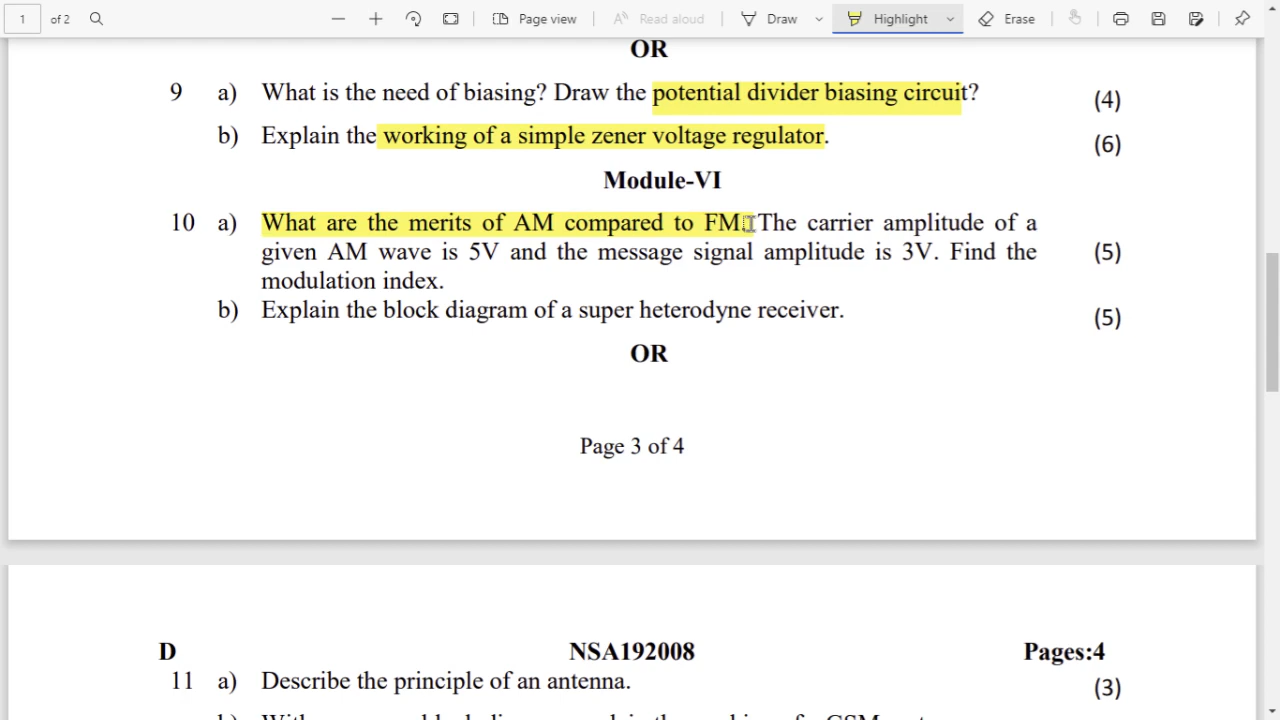 1 of 2 Page view Read aloud Draw Highlight Erase
OR
9 a) What is the need of biasing? Draw the potential divider biasing circuit? (4)
b) Explain the working of a simple zener voltage regulator. (6)
Module-VI
10 a) What are the merits of AM compared to FM. The carrier amplitude of a
given AM wave is 5V and the message signal amplitude is 3V. Find the (5)
modulation index.
b) Explain the block diagram of a super heterodyne receiver. (5)
OR
Page 3 of 4
D NSA192008 Pages:4
11 a) Describe the principle of an antenna. (3)